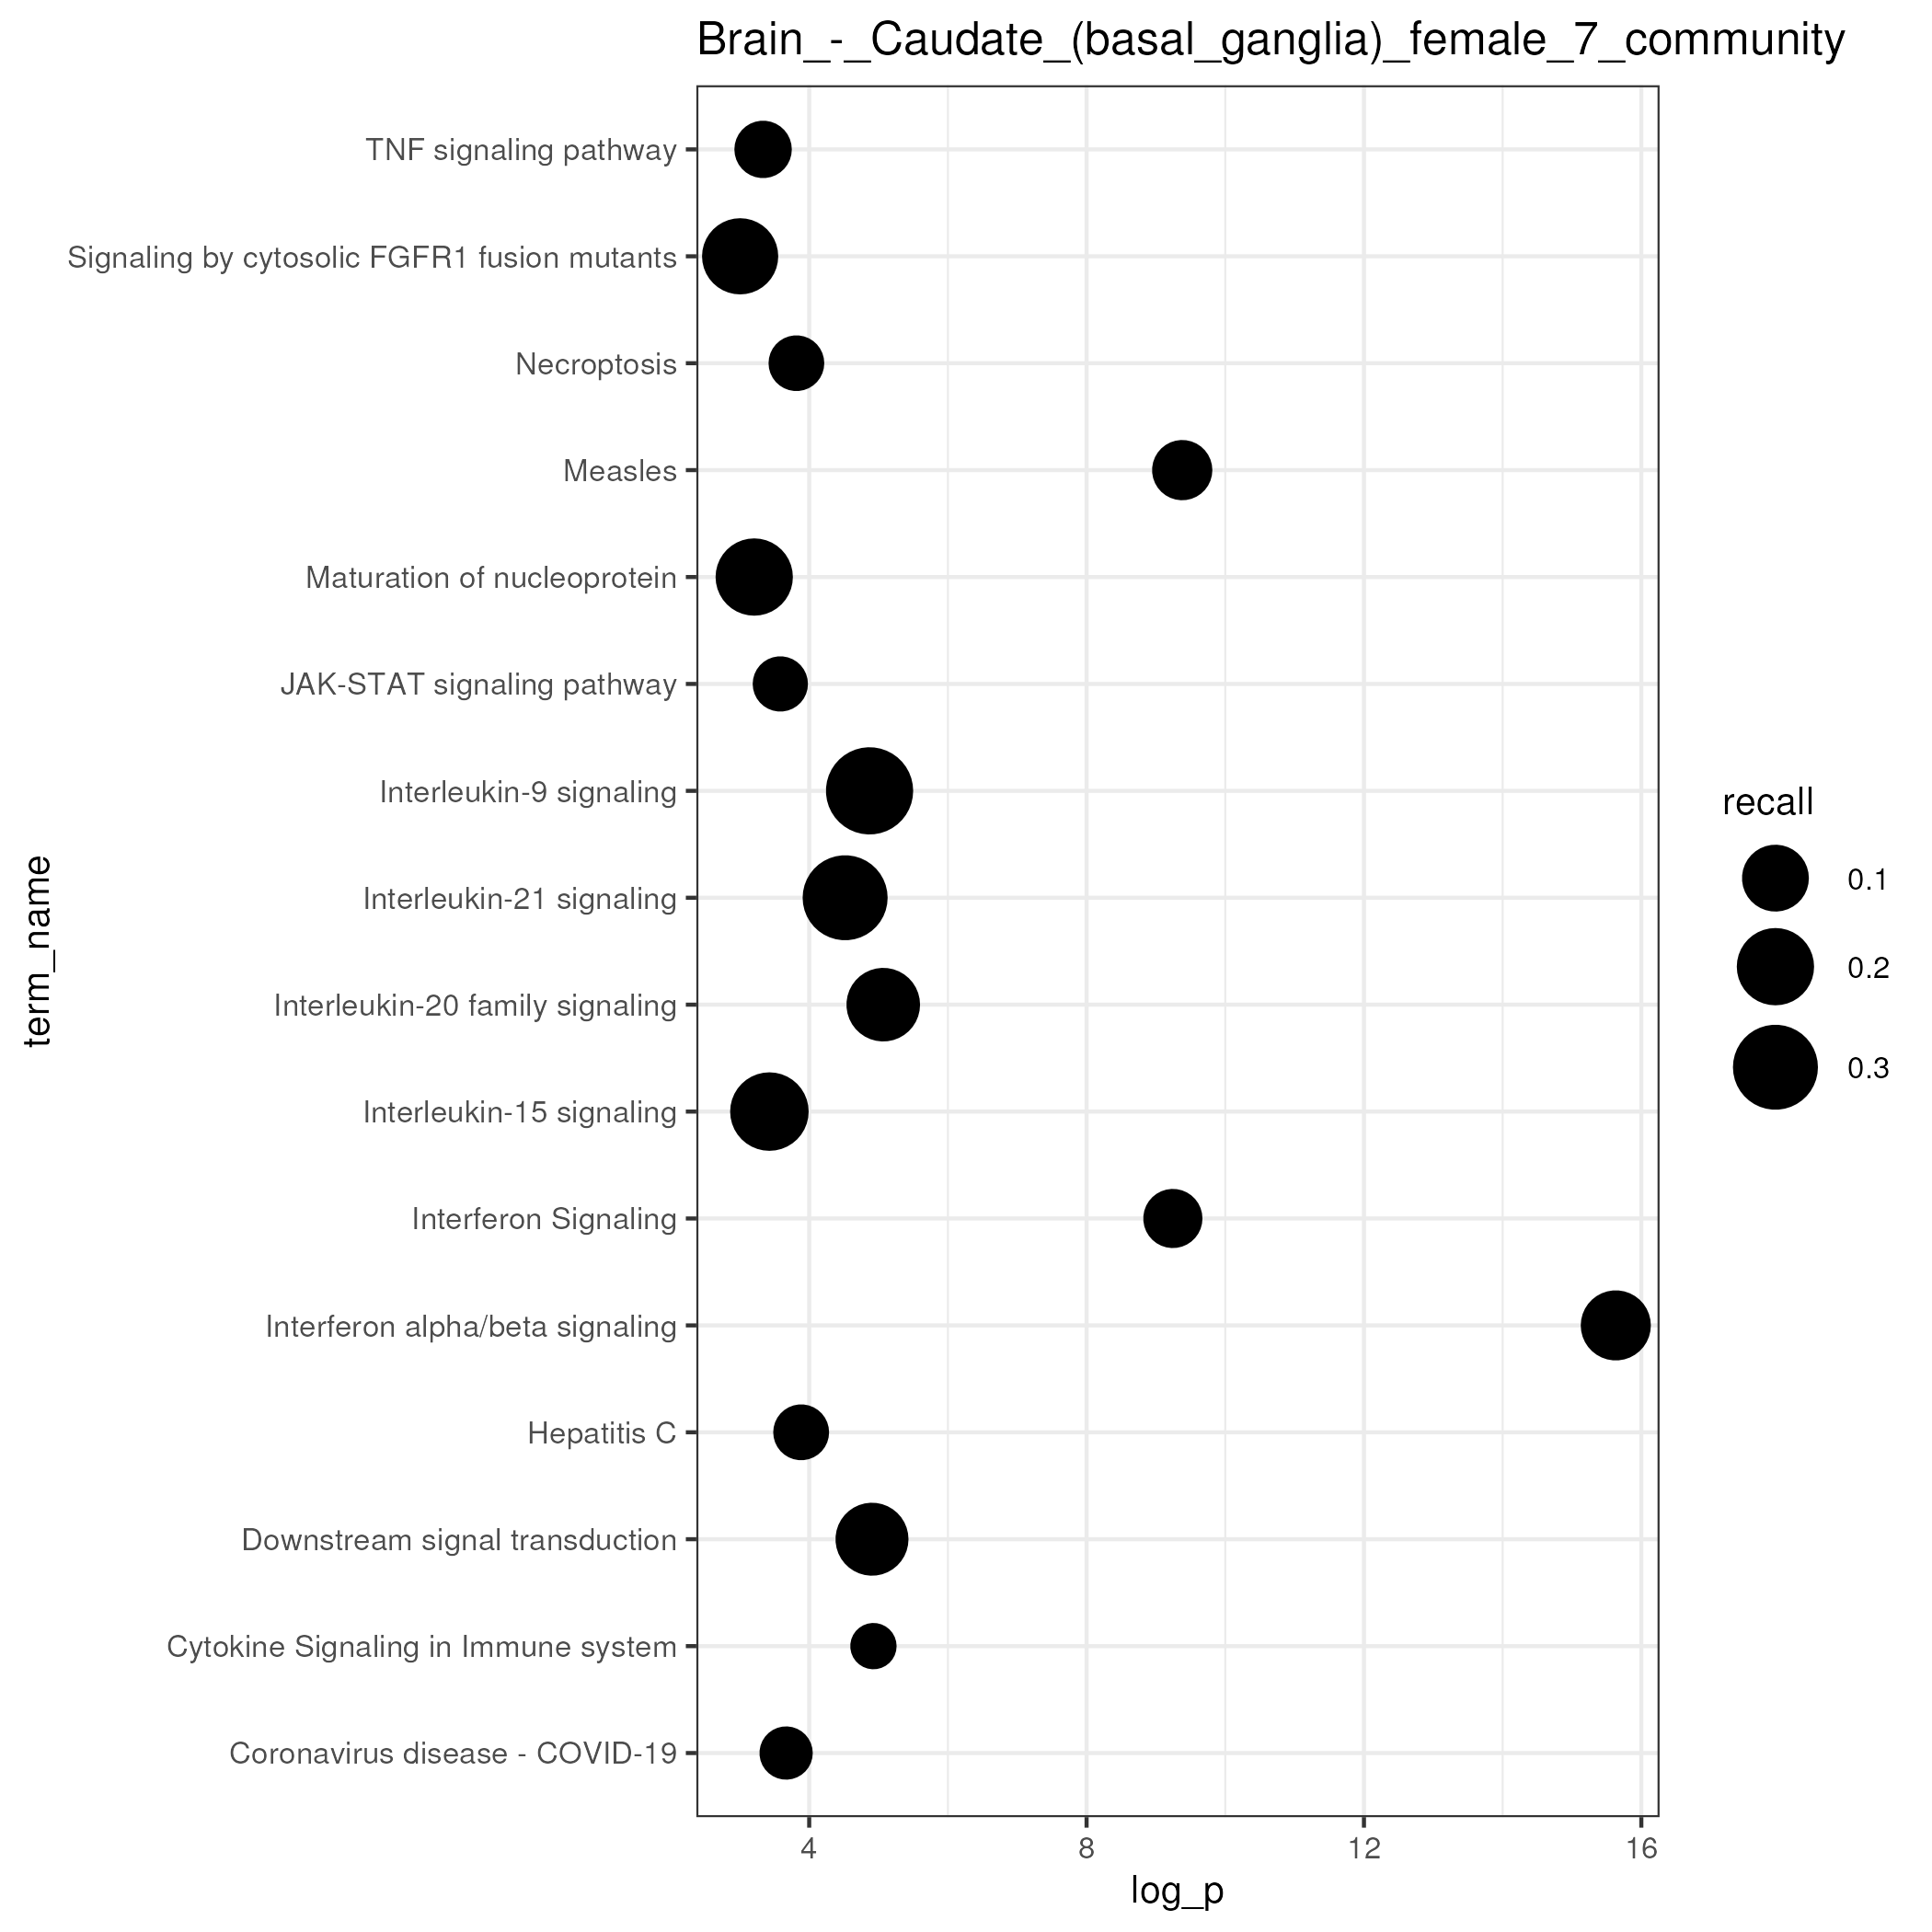 Brain_-_Caudate_(basal_ganglia)_female_7_community
TNF signaling pathway
Signaling by cytosolic FGFR1 fusion mutants
Necroptosis
Measles
Maturation of nucleoprotein
JAK-STAT signaling pathway
Interleukin-9 signaling
Interleukin-21 signaling
Interleukin-20 family signaling
Interleukin-15 signaling
Interferon Signaling
Interferon alpha/beta signaling
Hepatitis C
Downstream signal transduction
Cytokine Signaling in Immune system
Coronavirus disease - COVID-19
term_name
4 8 12 16
log_p
recall
0.1
0.2
0.3